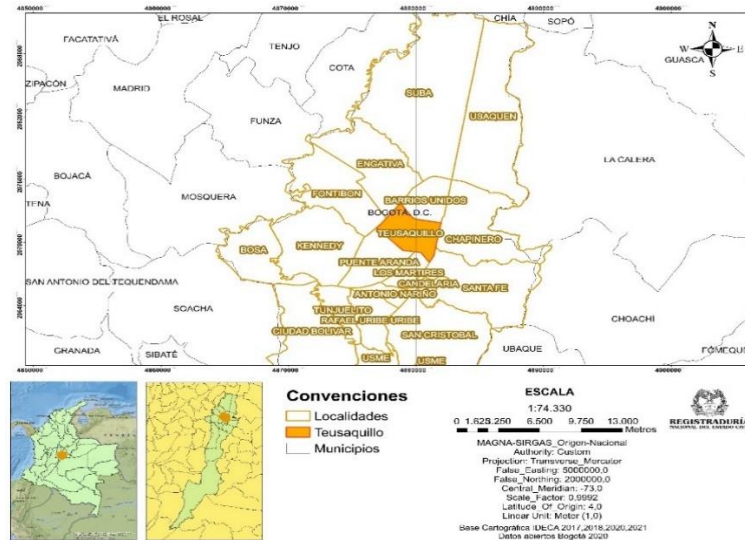 4850000 4860000 4870000 4880000 4890000 4900000
EL ROSAL
CHÍA
SOPÓ
FACATATIVÁ
TENJO
COTA
N
W E
S
GUASCA
ZIPACÓN
MADRID
SUBA
FUNZA
USAQUEN
LA CALERA
BOJACÁ
ENGATIVA
MOSQUERA
FONTIBON
BARRIOS UNIDOS
TENA
BOGOTÁ, D.C.
TEUSAQUILLO
CHAPINERO
BOSA
KENNEDY
PUENTE ARANDA
LOS MARTIRES
SAN ANTONIO DEL TEQUENDAMA
CANDELARIA
SANTA FE
ANTONIO NARIÑO
SOACHA
TUNJUELITO
CHOACHÍ
RAFAEL URIBE URIBE
CIUDAD BOLIVAR
SAN CRISTOBAL
GRANADA
SIBATÉ
USME
USME
UBAQUE
FÓMEQUE
4850000 4860000 4870000 4880000 4890000 4900000
Convenciones
Localidades
Teusaquillo
Municipios
ESCALA
1:74.330
0 1.625 3.250 6.500 9.750 13.000
Metros
MAGNA-SIRGAS_Origen-Nacional
Authority: Custom
Projection: Transverse_Mercator
False_Easting: 5000000,0
False_Northing: 2000000,0
Central_Meridian: -73,0
Scale_Factor: 0,9992
Latitude_Of_Origin: 4,0
Linear Unit: Meter (1,0)
Base Cartográfica IDECA 2017,2018,2020,2021
Datos abiertos Bogotá 2020
REGISTRADURÍA
NACIONAL DEL ESTADO CIVIL